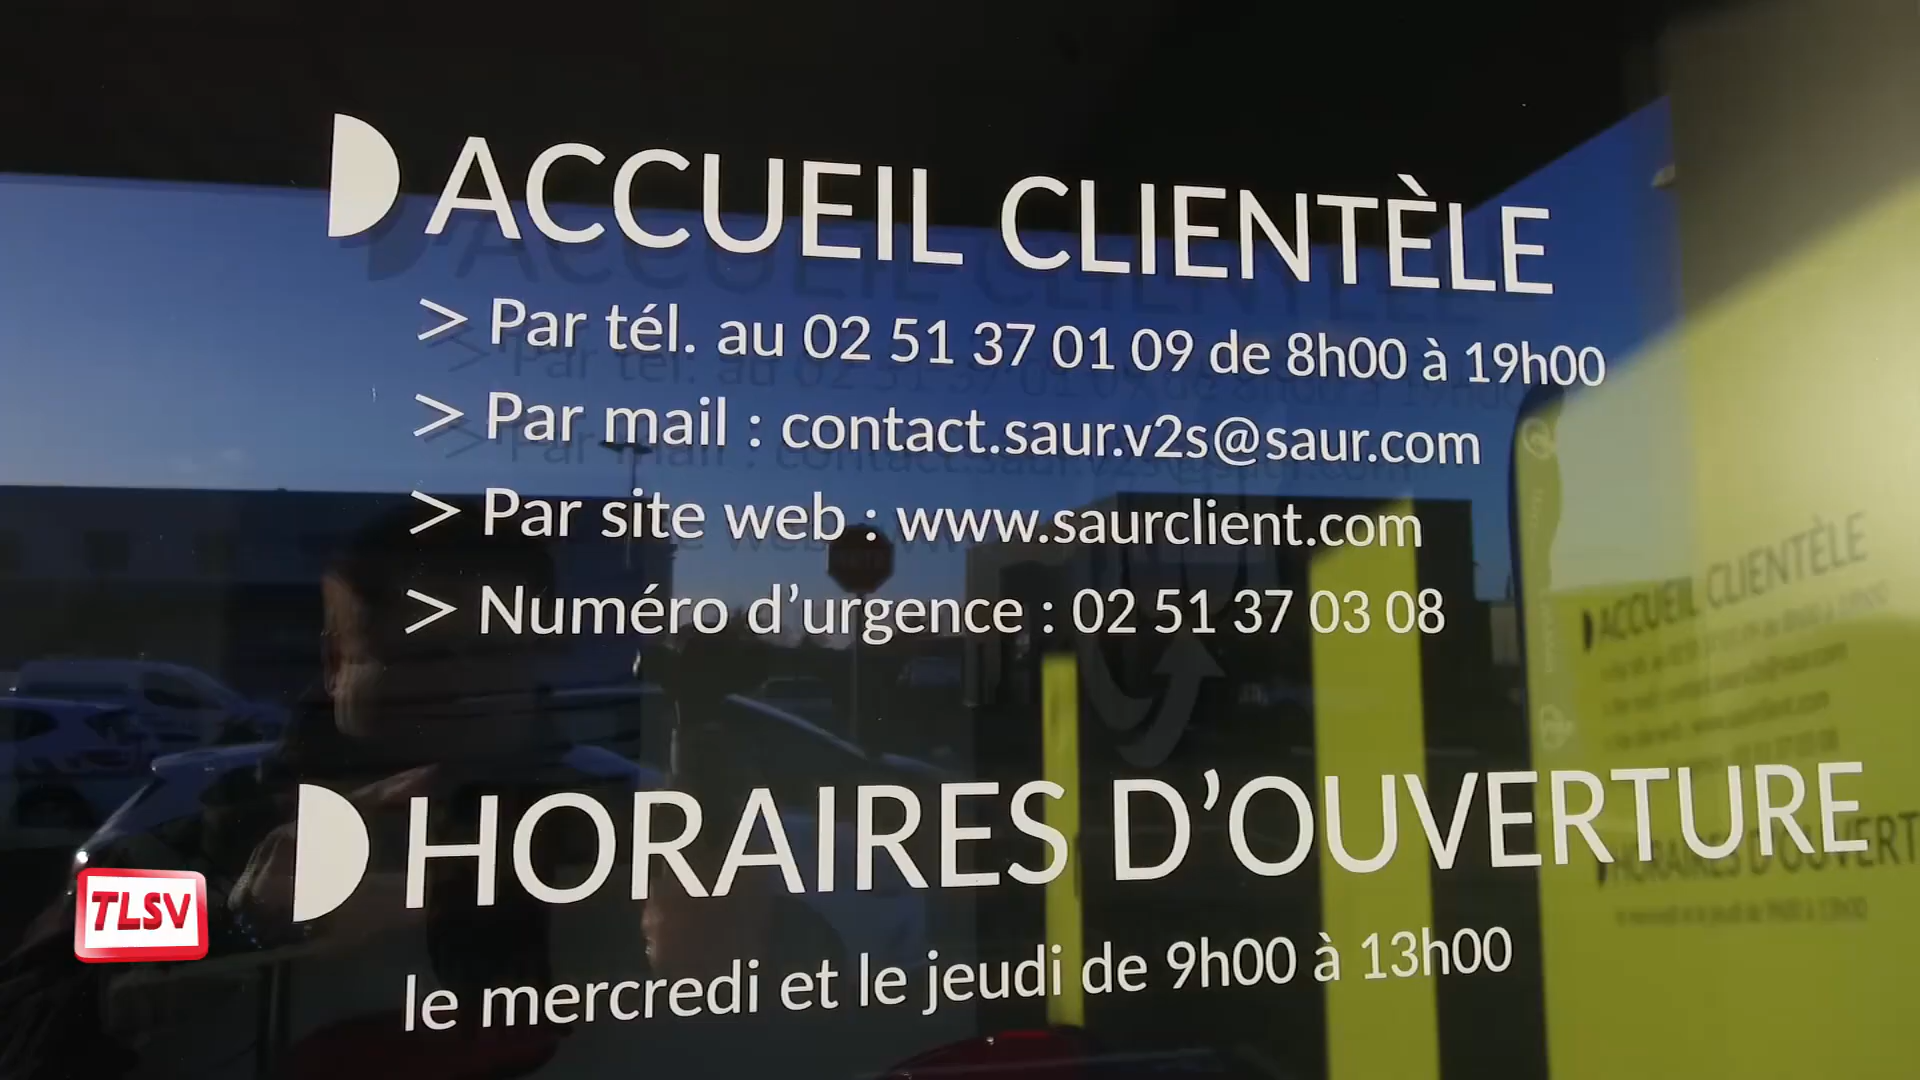 ACCUEIL CLIENTÈLE
> Par tél. au 02 51 37 01 09 de 8h00 à 19h00
> Par mail : contact.saur.v2s@saur.com
> Par site web : www.saurclient.com
> Numéro d’urgence : 02 51 37 03 08
HORAIRES D’OUVERTURE
le mercredi et le jeudi de 9h00 à 13h00
TLSV
ACCUEIL CLIENTÈLE
HORAIRES D’OUVERT